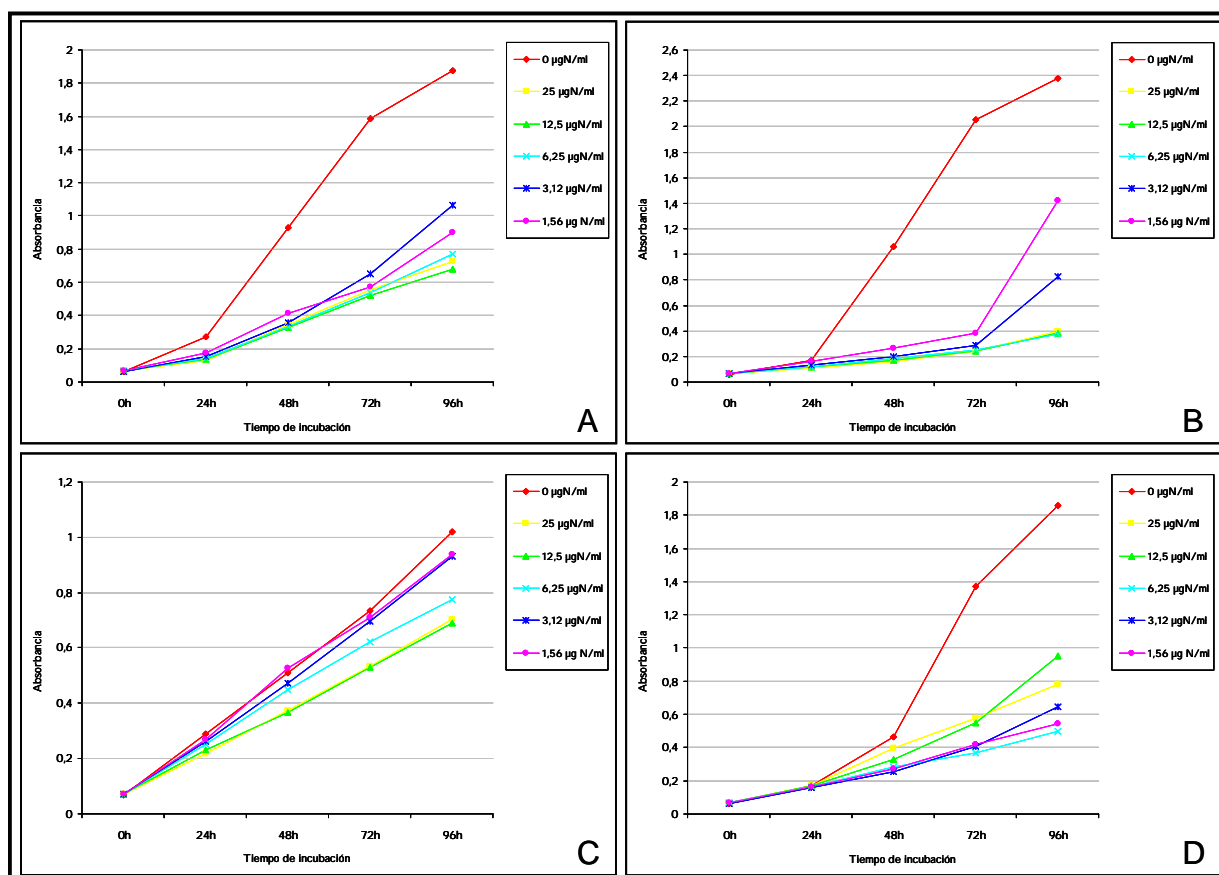 2
1,8
1,6
1,4
1,2
1
0,8
0,6
0,4
0,2
0
Absorbancia
0h 24h 48h 72h 96h
Tiempo de incubación
0 µgN/ml
25 µgN/ml
12,5 µgN/ml
6,25 µgN/ml
3,12 µgN/ml
1,56 µg N/ml
A
2,6
2,4
2,2
2
1,8
1,6
1,4
1,2
1
0,8
0,6
0,4
0,2
0
Absorbancia
0h 24h 48h 72h 96h
Tiempo de incubación
0 µgN/ml
25 µgN/ml
12,5 µgN/ml
6,25 µgN/ml
3,12 µgN/ml
1,56 µg N/ml
B
1,2
1
0,8
0,6
0,4
0,2
0
Absorbancia
0h 24h 48h 72h 96h
Tiempo de incubación
0 µgN/ml
25 µgN/ml
12,5 µgN/ml
6,25 µgN/ml
3,12 µgN/ml
1,56 µg N/ml
C
2
1,8
1,6
1,4
1,2
1
0,8
0,6
0,4
0,2
0
Absorbancia
0h 24h 48h 72h 96h
Tiempo de incubación
0 µgN/ml
25 µgN/ml
12,5 µgN/ml
6,25 µgN/ml
3,12 µgN/ml
1,56 µg N/ml
D